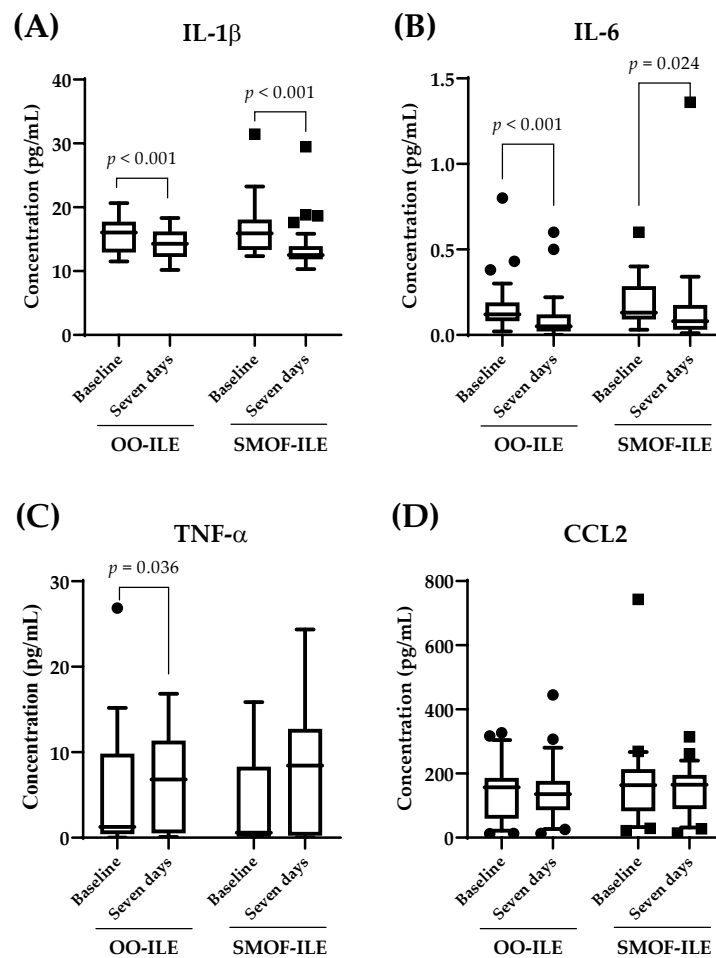 (A)
IL-1β
Concentration (pg/mL)
40
30
20
10
0
p < 0.001
p < 0.001
Baseline
Seven days
Baseline
Seven days
OO-ILE
SMOF-ILE
(B)
IL-6
Concentration (pg/mL)
1.5
1.0
0.5
0.0
p < 0.001
p = 0.024
Baseline
Seven days
Baseline
Seven days
OO-ILE
SMOF-ILE
(C)
TNF-α
Concentration (pg/mL)
30
20
10
0
p = 0.036
Baseline
Seven days
Baseline
Seven days
OO-ILE
SMOF-ILE
(D)
CCL2
Concentration (pg/mL)
800
600
400
200
0
Baseline
Seven days
Baseline
Seven days
OO-ILE
SMOF-ILE